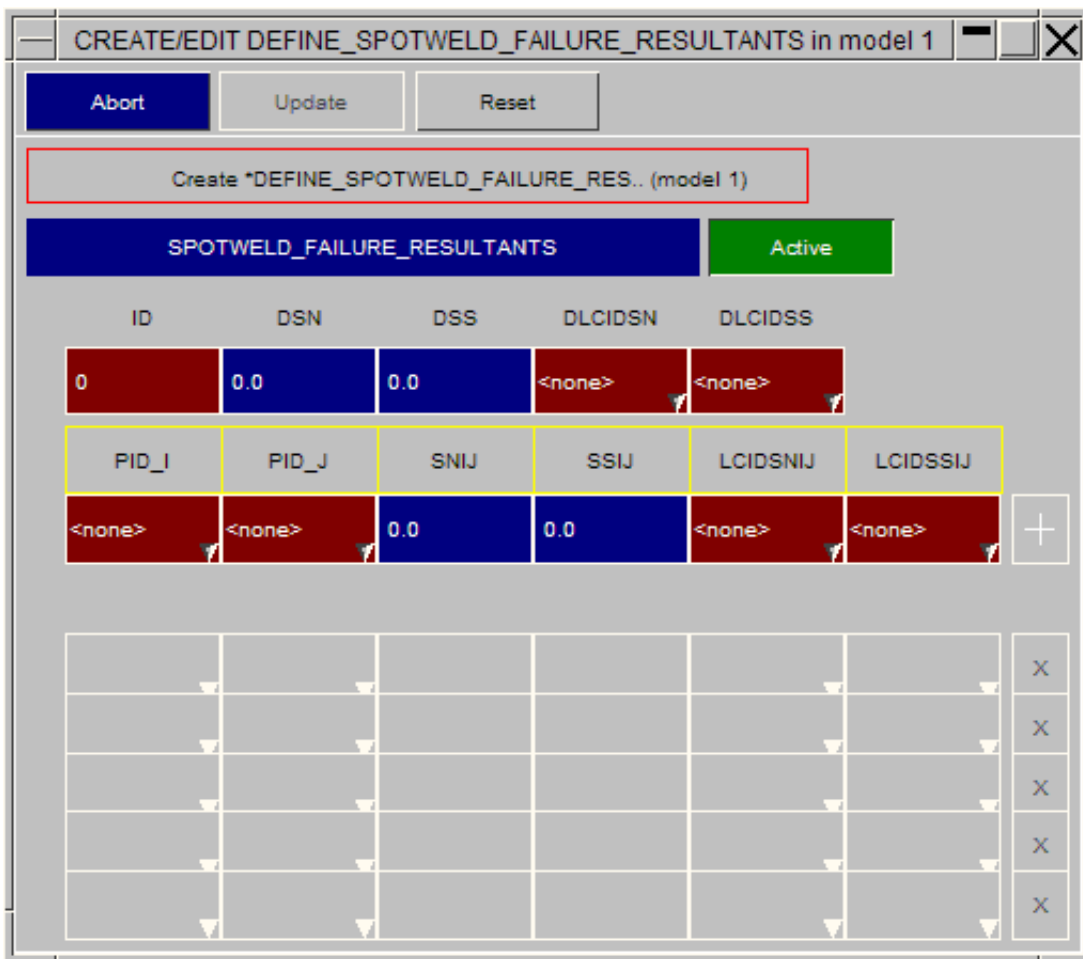 CREATE/EDIT DEFINE_SPOTWELD_FAILURE_RESULTANTS in model 1
Abort Update Reset
Create *DEFINE_SPOTWELD_FAILURE_RES.. (model 1)
SPOTWELD_FAILURE_RESULTANTS Active
ID DSN DSS DLCIDSN DLCIDSS
0 0.0 0.0 <none> <none>
PID_I PID_J SNIJ SSIJ LCIDSNIJ LCIDSSIJ
<none> <none> 0.0 0.0 <none> <none> +
X
X
X
X
X